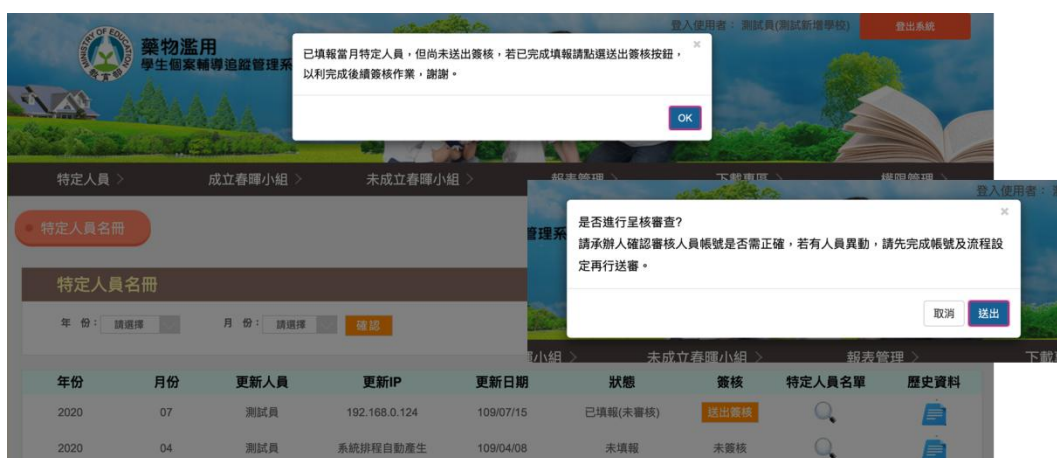 登入使用者： 測試員(測試新增學校)
登出系統
MINISTRY OF EDUCATION
教育部
藥物濫用
學生個案輔導追蹤管理系
已填報當月特定人員，但尚未送出簽核，若已完成填報請點選送出簽核按鈕，
以利完成後續簽核作業，謝謝。
×
OK
特定人員 >
成立春暉小組 >
未成立春暉小組 >
報表管理 >
下載專區 >
權限管理 >
登入使用者：
管理系
是否進行呈核審查?
請承辦人確認審核人員帳號是否需正確，若有人員異動，請先完成帳號及流程設
定再行送審。
×
取消
送出
小組 >
未成立春暉小組 >
報表管理 >
下載
特定人員名冊
特定人員名冊
年 份： 請選擇
月 份： 請選擇
確認
年份 月份 更新人員 更新IP 更新日期 狀態 簽核 特定人員名單 歷史資料
2020 07 測試員 192.168.0.124 109/07/15 已填報(未審核) 送出簽核
2020 04 測試員 系統排程自動產生 109/04/08 未填報 未簽核